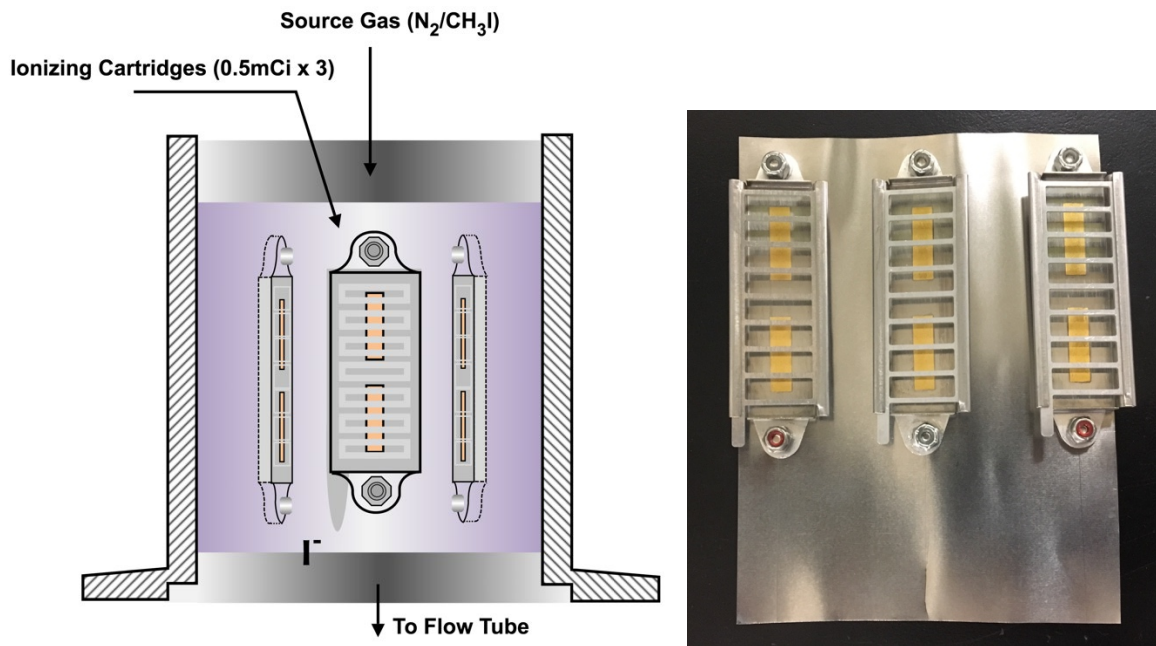 Source Gas (N₂/CH₃I)
Ionizing Cartridges (0.5mCi x 3)
I⁻
To Flow Tube